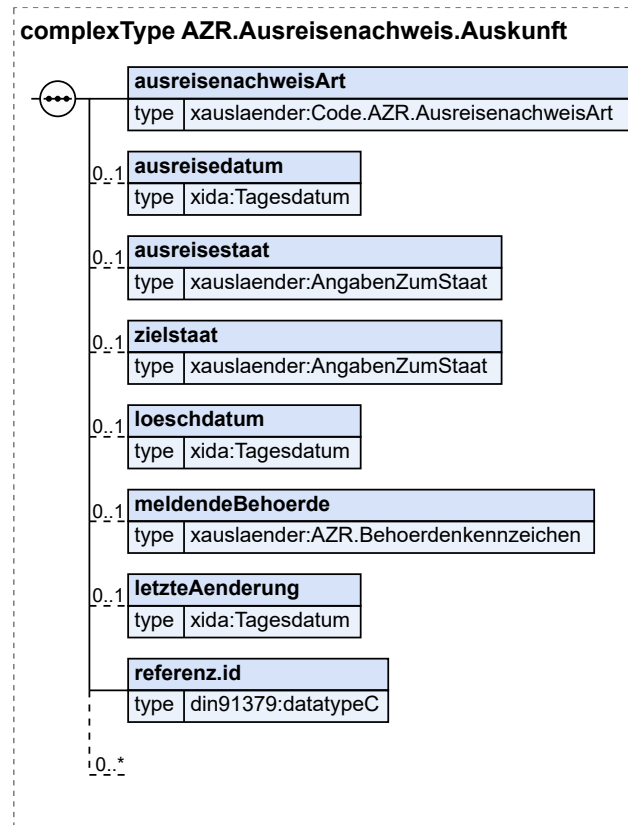 complexType AZR.Ausreisenachweis.Auskunft
ausreisenachweisArt
type xauslaender:Code.AZR.AusreisenachweisArt
0..1 ausreisedatum
type xida:Tagesdatum
0..1 ausreisestaat
type xauslaender:AngabenZumStaat
0..1 zielstaat
type xauslaender:AngabenZumStaat
0..1 loeschdatum
type xida:Tagesdatum
0..1 meldendeBehoerde
type xauslaender:AZR.Behoerdenkennzeichen
0..1 letzteAenderung
type xida:Tagesdatum
referenz.id
type din91379:datatypeC
0..*